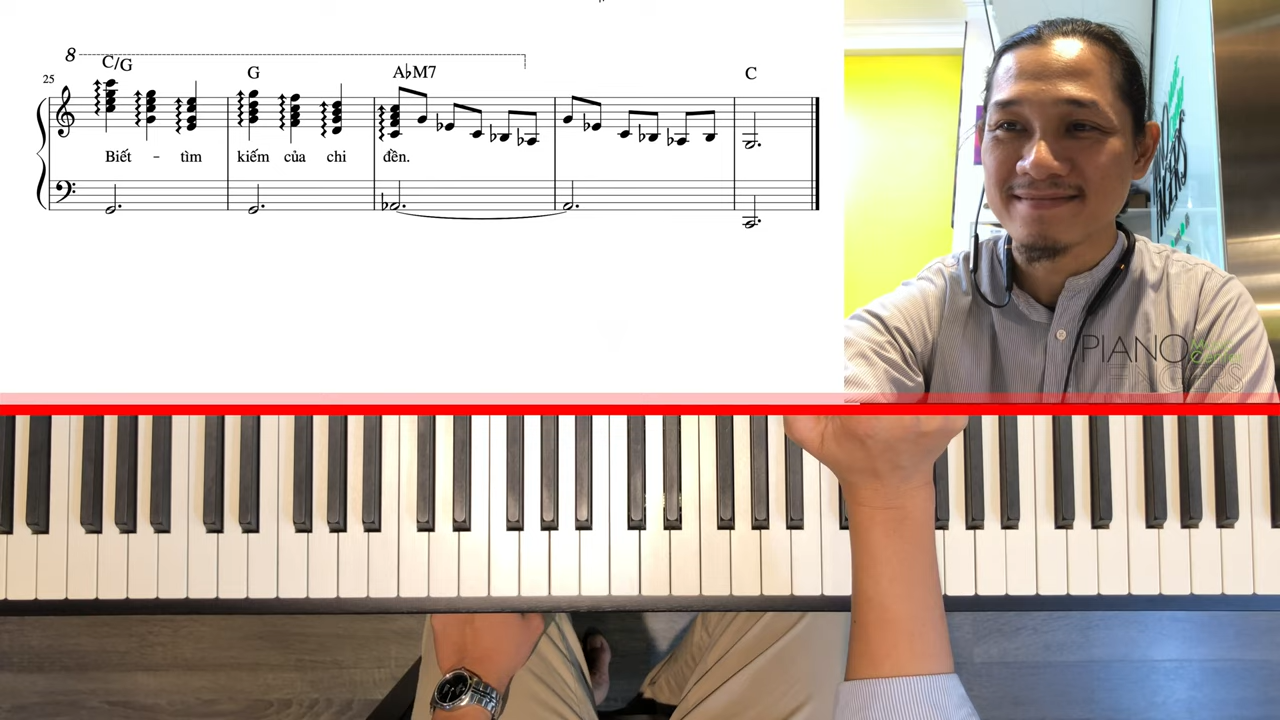 8
C/G G A♭M7 C
25
Biết - tìm kiếm của chi đền.
PIANO
FINGERS